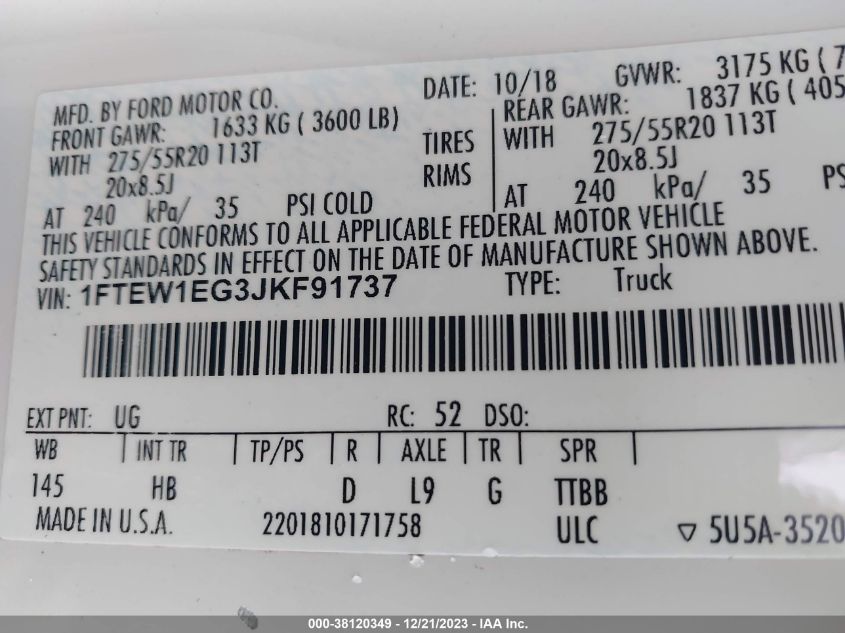 MFD. BY FORD MOTOR CO. DATE: 10/18 GVWR: 3175 KG ( 7
FRONT GAWR: 1633 KG ( 3600 LB) REAR GAWR: 1837 KG ( 405
WITH 275/55R20 113T TIRES WITH 275/55R20 113T
20x8.5J RIMS 20x8.5J
AT 240 kPa/ 35 PSI COLD AT 240 kPa/ 35 PS
THIS VEHICLE CONFORMS TO ALL APPLICABLE FEDERAL MOTOR VEHICLE
SAFETY STANDARDS IN EFFECT ON THE DATE OF MANUFACTURE SHOWN ABOVE.
VIN: 1FTEW1EG3JKF91737 TYPE: Truck
EXT PNT: UG RC: 52 DSO:
WB INT TR TP/PS R AXLE TR SPR
145 HB D L9 G TTBB
MADE IN U.S.A. 2201810171758 ULC ▽ 5U5A-3520
000-38120349 - 12/21/2023 - IAA Inc.